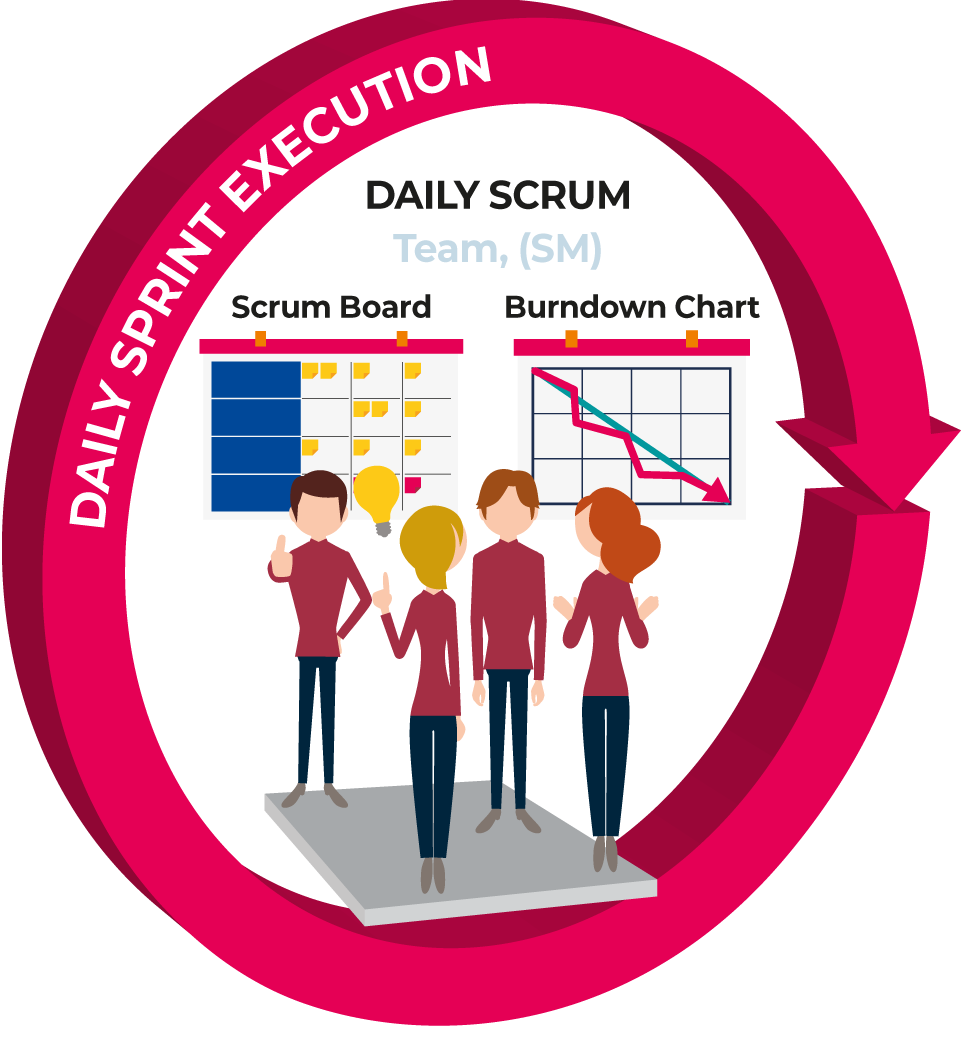 DAILY SPRINT EXECUTION
DAILY SCRUM
Team, (SM)
Scrum Board
Burndown Chart